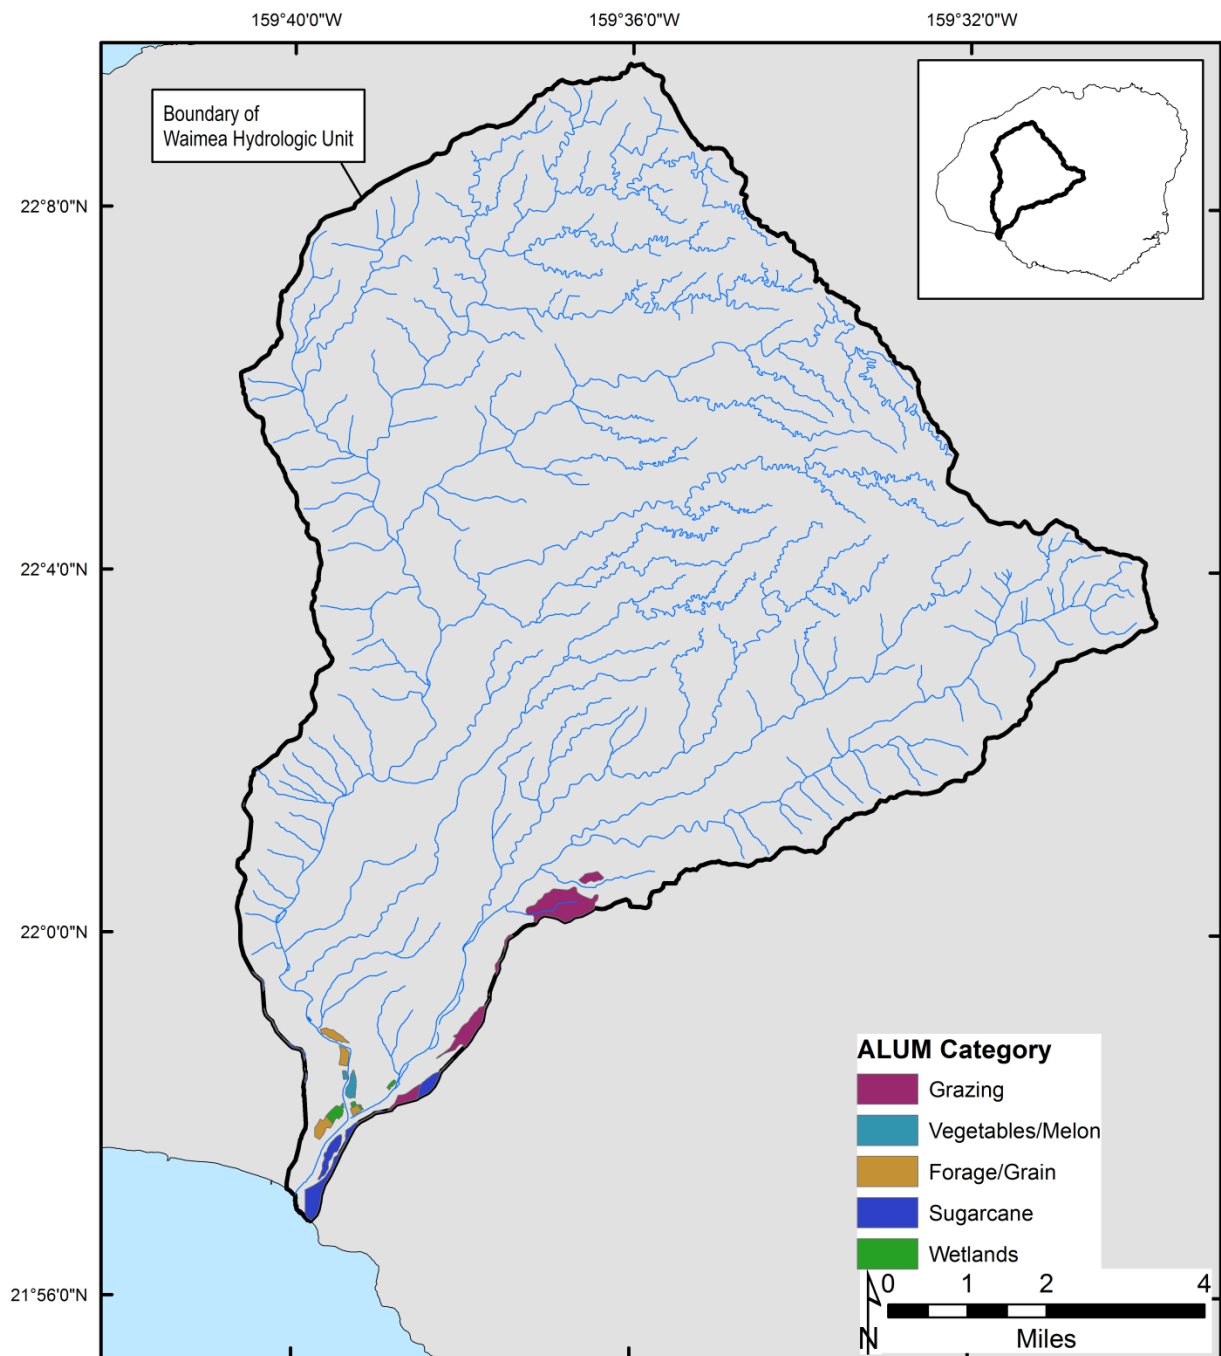 159°40'0"W 159°36'0"W 159°32'0"W
Boundary of
Waimea Hydrologic Unit
22°8'0"N
22°4'0"N
22°0'0"N
21°56'0"N
ALUM Category
Grazing
Vegetables/Melon
Forage/Grain
Sugarcane
Wetlands
0 1 2 4
Miles
N